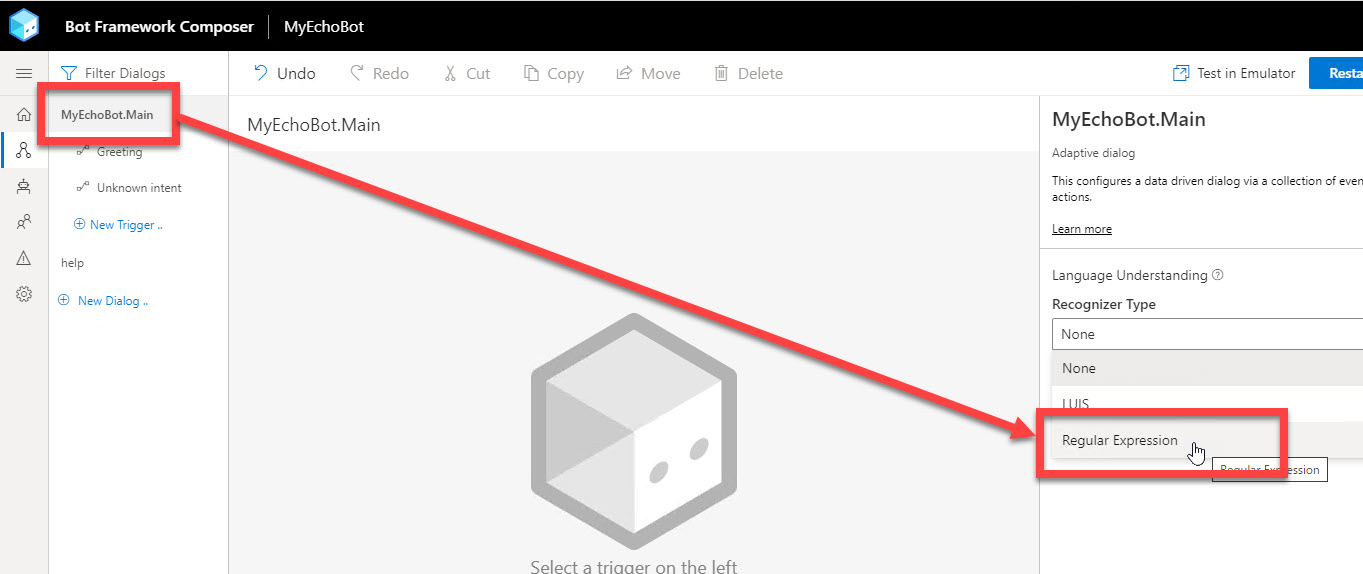 Bot Framework Composer
MyEchoBot
Filter Dialogs
Undo
Redo
Cut
Copy
Move
Delete
Test in Emulator
Resta
MyEchoBot.Main
Greeting
Unknown intent
New Trigger ..
help
New Dialog ..
MyEchoBot.Main
Select a trigger on the left
MyEchoBot.Main
Adaptive dialog
This configures a data driven dialog via a collection of even
actions.
Learn more
Language Understanding
Recognizer Type
None
None
LUIS
Regular Expression
Regular Expression